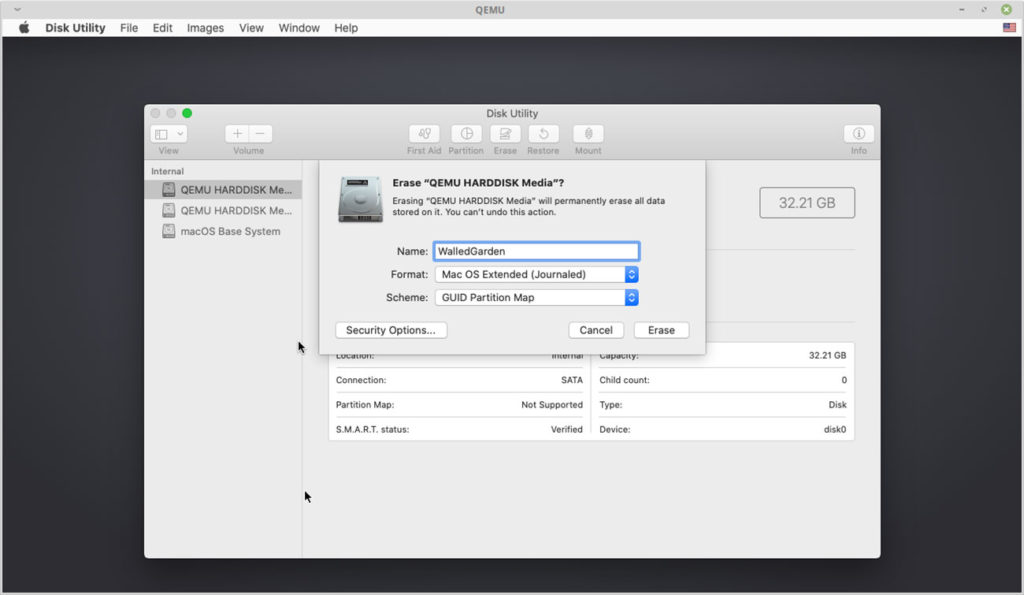 QEMU
Disk Utility File Edit Images View Window Help
Disk Utility
View
Volume
First Aid Partition Erase Restore Mount
Info
Internal
QEMU HARDDISK Me...
QEMU HARDDISK Me...
macOS Base System
Erase “QEMU HARDDISK Media”?
Erasing “QEMU HARDDISK Media” will permanently erase all data
stored on it. You can't undo this action.
32.21 GB
Name: WalledGarden
Format: Mac OS Extended (Journaled)
Scheme: GUID Partition Map
Security Options... Cancel Erase
Location: Internal Capacity: 32.21 GB
Connection: SATA Child count: 0
Partition Map: Not Supported Type: Disk
S.M.A.R.T. status: Verified Device: disk0